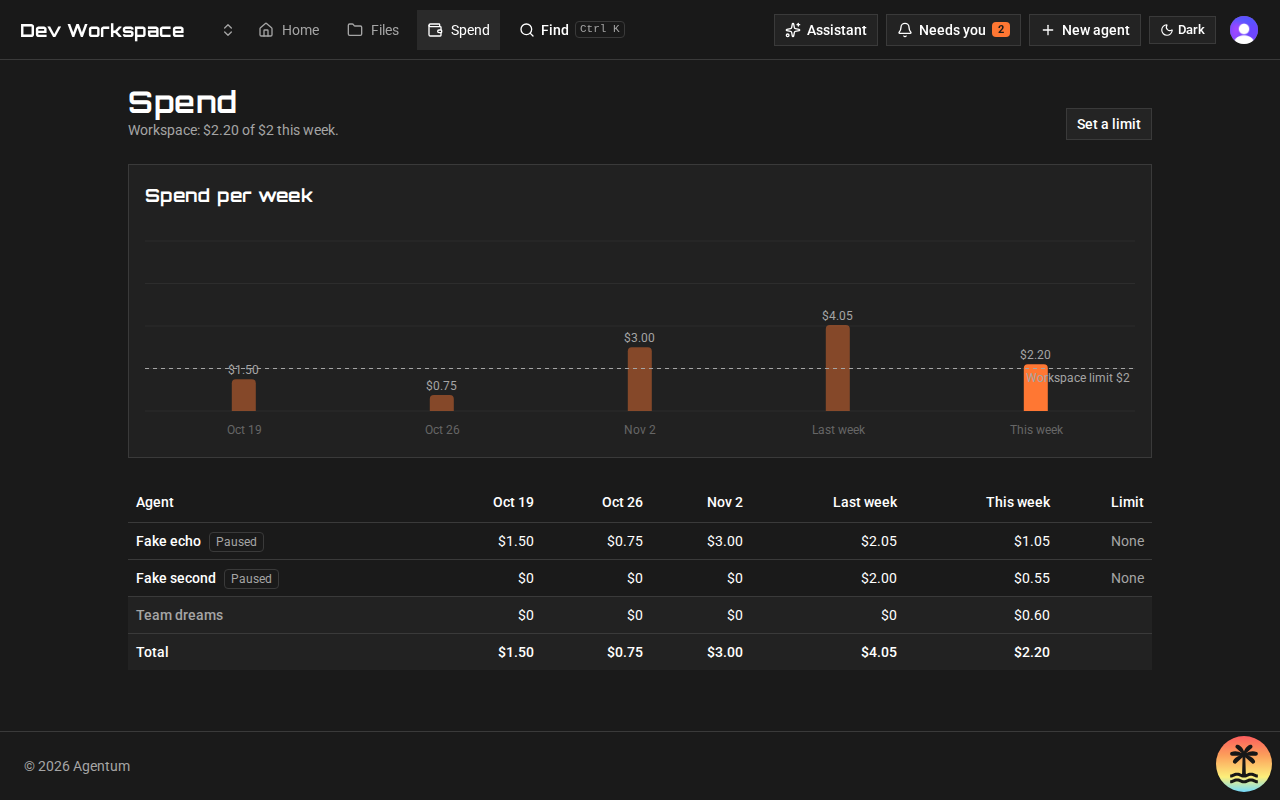 Dev Workspace
Home
Files
Spend
Find Ctrl K
Assistant
Needs you 2
New agent
Dark
Spend
Workspace: $2.20 of $2 this week.
Set a limit
Spend per week
$1.50
$0.75
$3.00
$4.05
$2.20
Workspace limit $2
Oct 19
Oct 26
Nov 2
Last week
This week
Agent Oct 19 Oct 26 Nov 2 Last week This week Limit
Fake echo Paused $1.50 $0.75 $3.00 $2.05 $1.05 None
Fake second Paused $0 $0 $0 $2.00 $0.55 None
Team dreams $0 $0 $0 $0 $0.60
Total $1.50 $0.75 $3.00 $4.05 $2.20
© 2026 Agentum